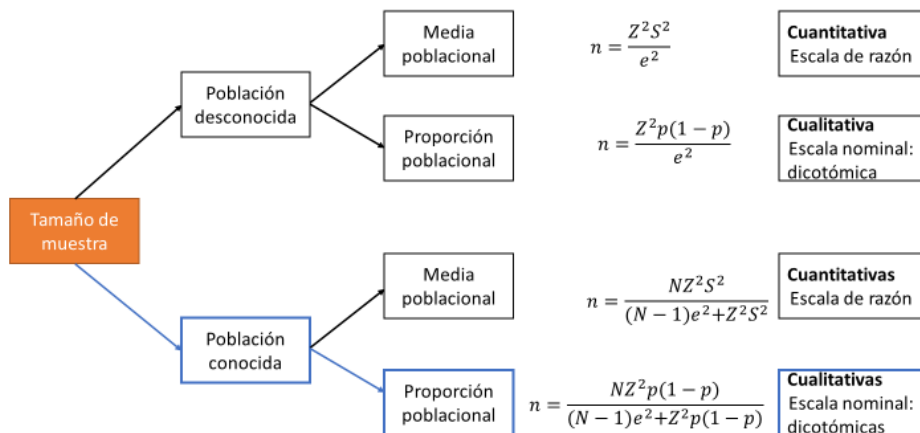 Tamaño de
muestra
Población
desconocida
Media
poblacional
n = Z²S² / e²
Cuantitativa
Escala de razón
Proporción
poblacional
n = Z²p(1 − p) / e²
Cualitativa
Escala nominal:
dicotómica
Población
conocida
Media
poblacional
n = NZ²S² / (N − 1)e²+Z²S²
Cuantitativas
Escala de razón
Proporción
poblacional
n = NZ²p(1 − p) / (N − 1)e²+Z²p(1 − p)
Cualitativas
Escala nominal:
dicotómicas